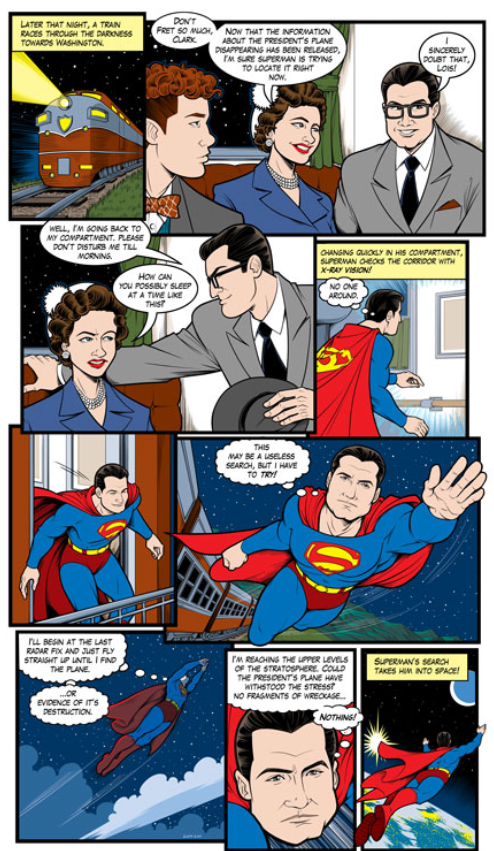 LATER THAT NIGHT, A TRAIN
RACES THROUGH THE DARKNESS
TOWARDS WASHINGTON.
DON'T
FRET SO MUCH,
CLARK.
NOW THAT THE INFORMATION
ABOUT THE PRESIDENT'S PLANE
DISAPPEARING HAS BEEN RELEASED,
I'M SURE SUPERMAN IS TRYING
TO LOCATE IT RIGHT
NOW.
I
SINCERELY
DOUBT THAT,
LOIS!
WELL, I'M GOING BACK TO
MY COMPARTMENT. PLEASE
DON'T DISTURB ME TILL
MORNING.
HOW CAN
YOU POSSIBLY SLEEP
AT A TIME LIKE
THIS?
CHANGING QUICKLY IN HIS COMPARTMENT,
SUPERMAN CHECKS THE CORRIDOR WITH
X-RAY VISION!
NO ONE
AROUND.
THIS
MAY BE A USELESS
SEARCH, BUT I HAVE
TO TRY!
I'LL BEGIN AT THE LAST
RADAR FIX AND JUST FLY
STRAIGHT UP UNTIL I FIND
THE PLANE.
...OR
EVIDENCE OF IT'S
DESTRUCTION.
I'M REACHING THE UPPER LEVELS
OF THE STRATOSPHERE. COULD
THE PRESIDENT'S PLANE HAVE
WITHSTOOD THE STRESS?
NO FRAGMENTS OF WRECKAGE...
NOTHING!
SUPERMAN'S SEARCH
TAKES HIM INTO SPACE!